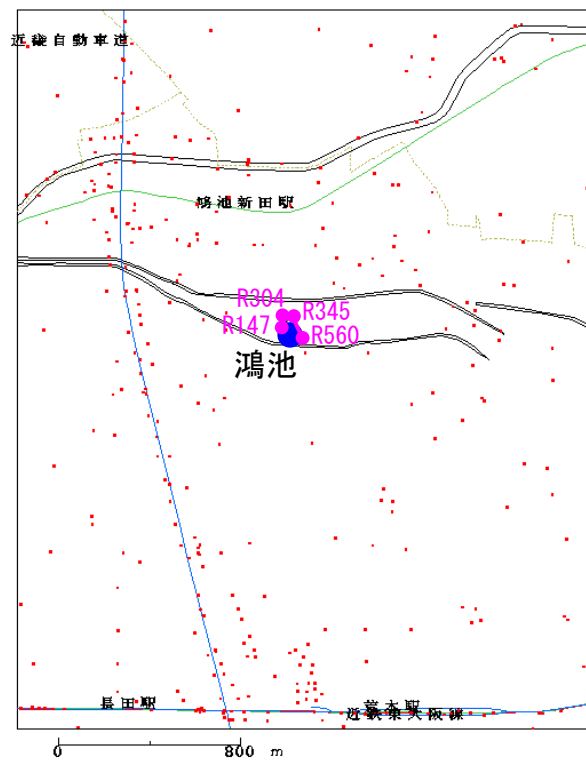 近畿自動車道
鴻池新田駅
R304
R345
R147
R560
鴻池
長田駅
荒本駅
近鉄東大阪線
0 800 m